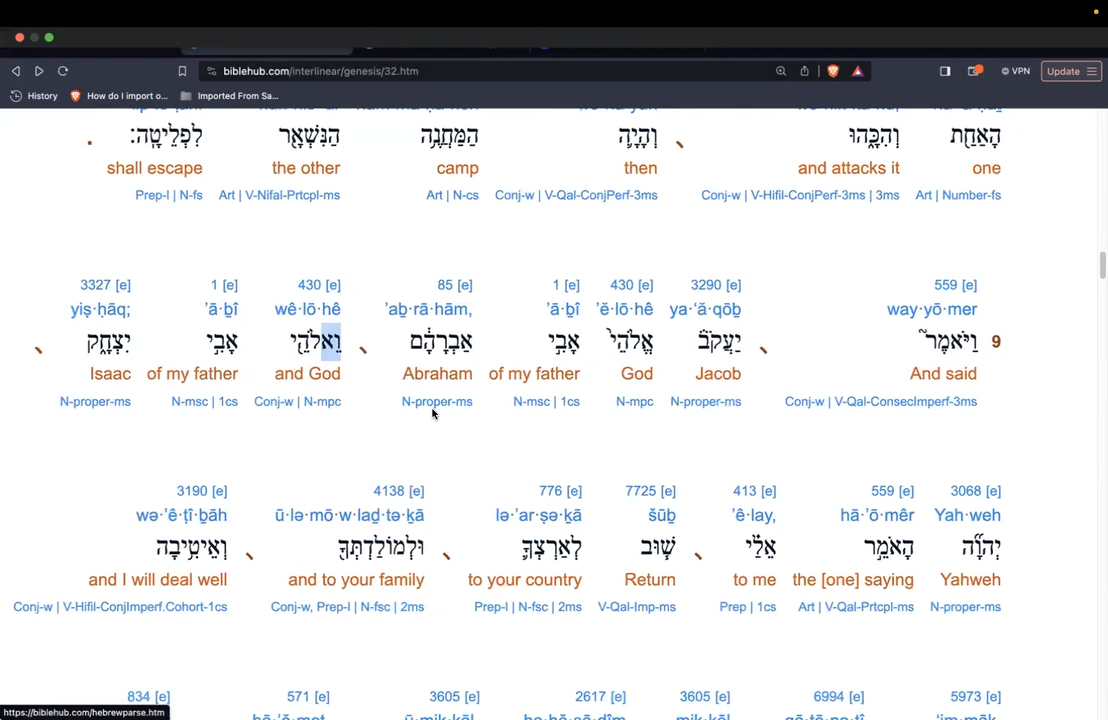 biblehub.com/interlinear/genesis/32.htm
VPN
Update
History
How do I import o...
Imported From Sa...
הָאַחַ֖ת וְהִכָּ֑הוּ ׀ וְהָיָ֛ה הַמַּחֲנֶ֥ה הַנִּשְׁאָ֖ר לִפְלֵיטָֽה׃ .
one and attacks it then camp the other shall escape
Art | Number-fs Conj-w | V-Hifil-ConjPerf-3ms | 3ms Conj-w | V-Qal-ConjPerf-3ms Art | N-cs Art | V-Nifal-Prtcpl-ms Prep-l | N-fs
559 [e] 3290 [e] 430 [e] 1 [e] 85 [e] 430 [e] 1 [e] 3327 [e]
way·yō·mer ya·‘ă·qōḇ ’ĕ·lō·hê ’ā·ḇî ’aḇ·rā·hām, wê·lō·hê ’ā·ḇî yiṣ·ḥāq;
9 וַיֹּאמֶר֮ 、 יַעֲקֹב֒ אֱלֹהֵי֙ אָבִ֣י אַבְרָהָ֔ם 、 וֵאלֹהֵ֖י אָבִ֣י יִצְחָ֑ק 、
And said Jacob God of my father Abraham and God of my father Isaac
Conj-w | V-Qal-ConsecImperf-3ms N-proper-ms N-mpc N-msc | 1cs N-proper-ms Conj-w | N-mpc N-msc | 1cs N-proper-ms
3068 [e] 559 [e] 413 [e] 7725 [e] 776 [e] 4138 [e] 3190 [e]
Yah·weh hā·’ō·mêr ’ê·lay, šūḇ lə·’ar·ṣə·ḵā ū·lə·mō·w·laḏ·tə·ḵā wə·’ê·ṭî·ḇāh
יְהוָ֞ה הָאֹמֵ֣ר אֵלַ֗י 、 שׁ֧וּב לְאַרְצְךָ֛ 、 וּלְמוֹלַדְתְּךָ֖ 、 וְאֵיטִ֥יבָה
Yahweh the [one] saying to me Return to your country and to your family and I will deal well
N-proper-ms Art | V-Qal-Prtcpl-ms Prep | 1cs V-Qal-Imp-ms Prep-l | N-fsc | 2ms Conj-w, Prep-l | N-fsc | 2ms Conj-w | V-Hifil-ConjImperf.Cohort-1cs
5973 [e] 6994 [e] 3605 [e] 2617 [e] 3605 [e] 571 [e] 834 [e]
https://biblehub.com/hebrewparse.htm